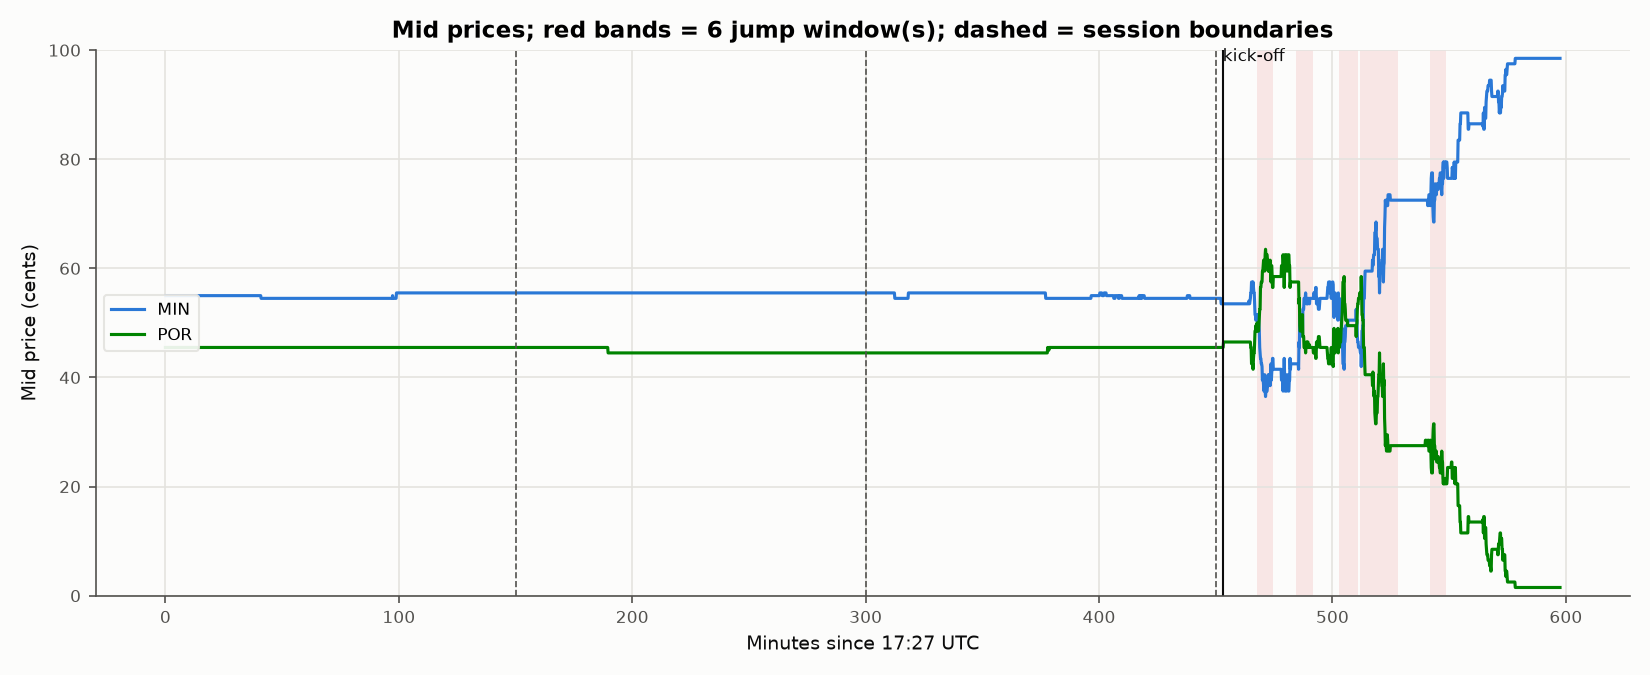 Mid prices; red bands = 6 jump window(s); dashed = session boundaries
100
80
60
40
20
0
Mid price (cents)
kick-off
MIN
POR
0
100
200
300
400
500
600
Minutes since 17:27 UTC